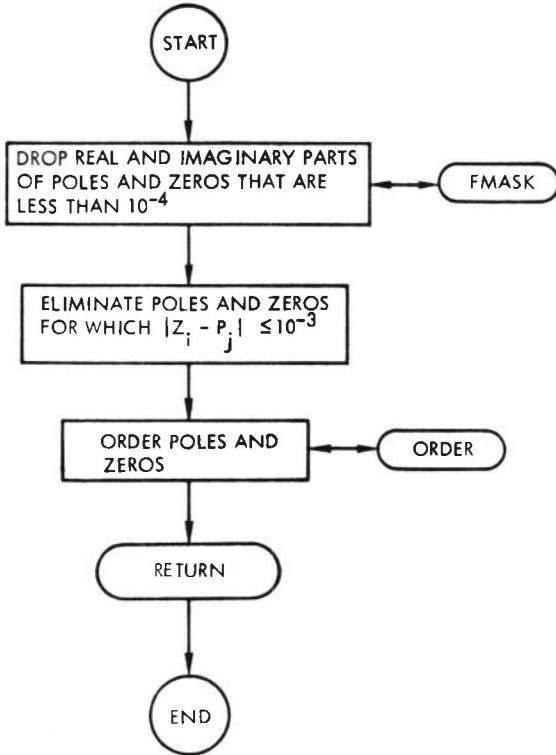 START
DROP REAL AND IMAGINARY PARTS
OF POLES AND ZEROS THAT ARE
LESS THAN 10⁻⁴
FMASK
ELIMINATE POLES AND ZEROS
FOR WHICH |Z_i - P_j| ≤10⁻³
ORDER POLES AND
ZEROS
ORDER
RETURN
END